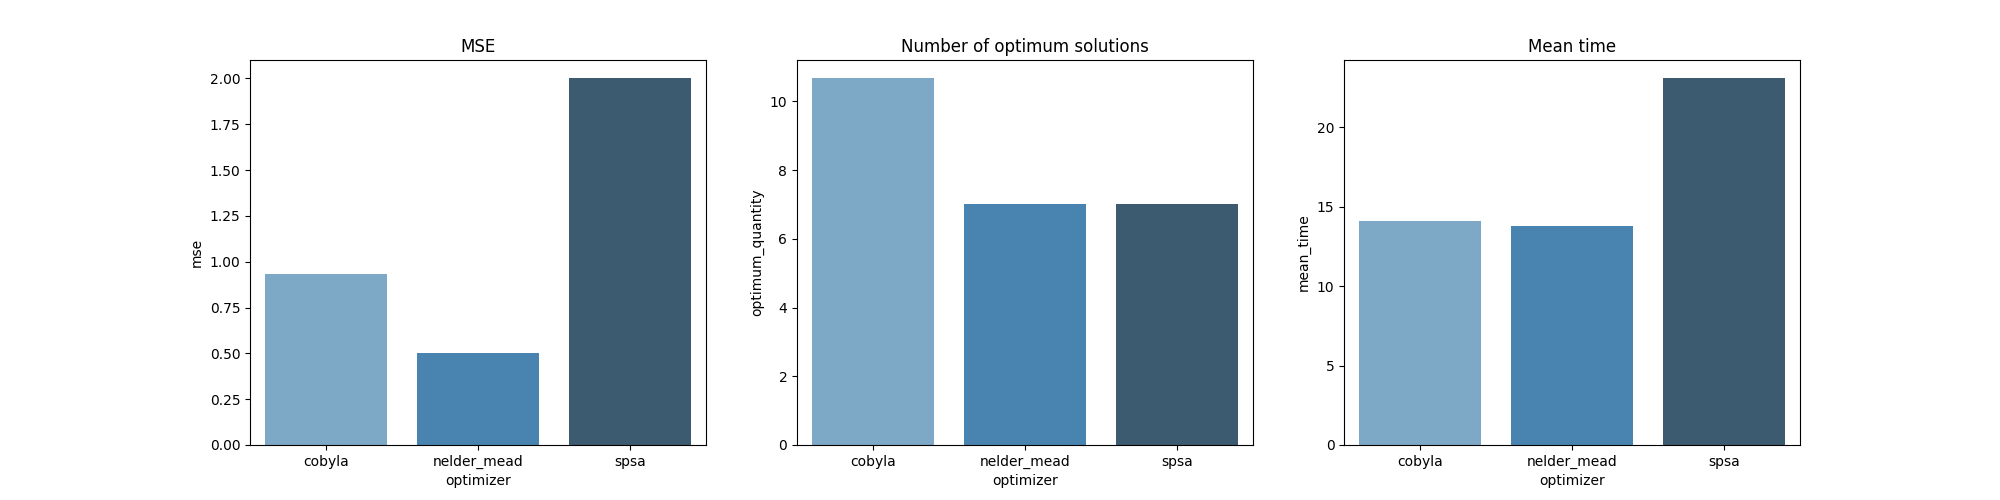 MSE
mse
2.00
1.75
1.50
1.25
1.00
0.75
0.50
0.25
0.00
cobyla nelder_mead spsa
optimizer
Number of optimum solutions
optimum_quantity
10
8
6
4
2
0
cobyla nelder_mead spsa
optimizer
Mean time
mean_time
20
15
10
5
0
cobyla nelder_mead spsa
optimizer